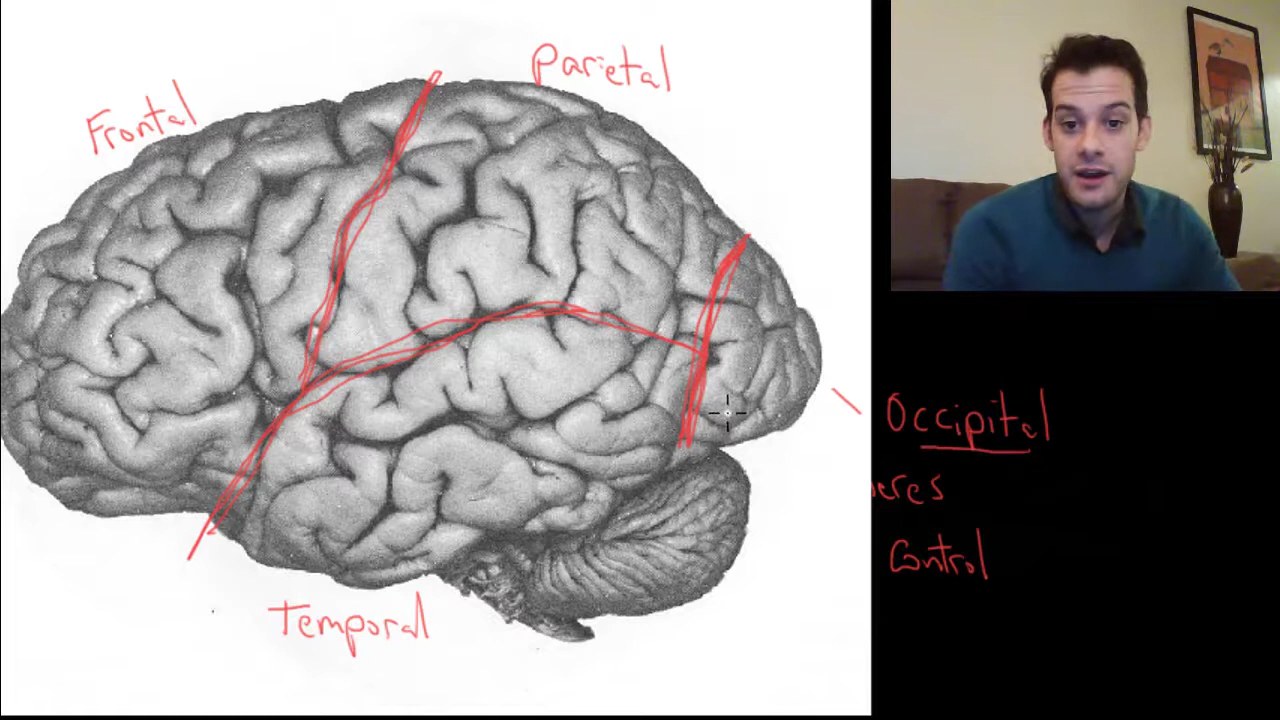 Frontal
Parietal
Occipital
eres
Control
Temporal